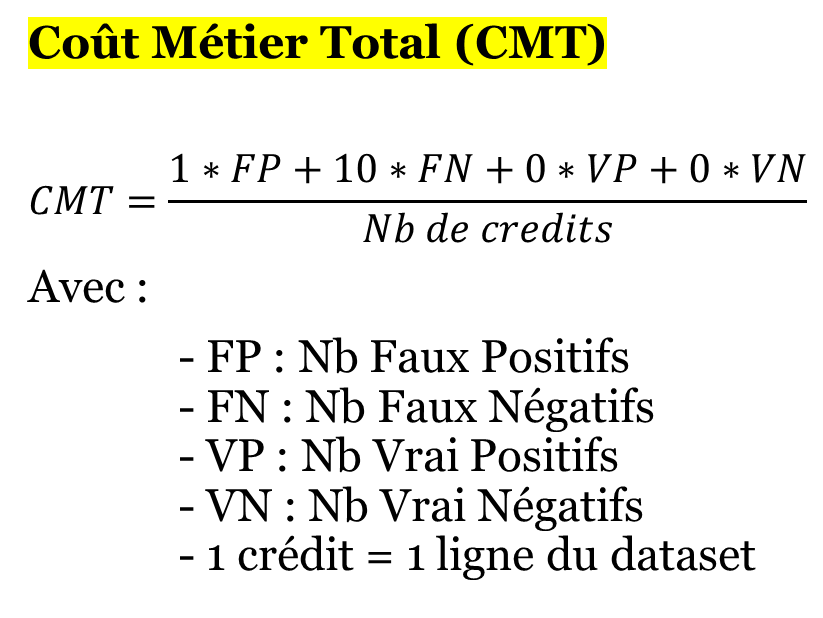 Coût Métier Total (CMT)
CMT = \frac{1 ∗ FP + 10 ∗ FN + 0 ∗ VP + 0 ∗ VN}{Nb de credits}
Avec :
- FP : Nb Faux Positifs
- FN : Nb Faux Négatifs
- VP : Nb Vrai Positifs
- VN : Nb Vrai Négatifs
- 1 crédit = 1 ligne du dataset